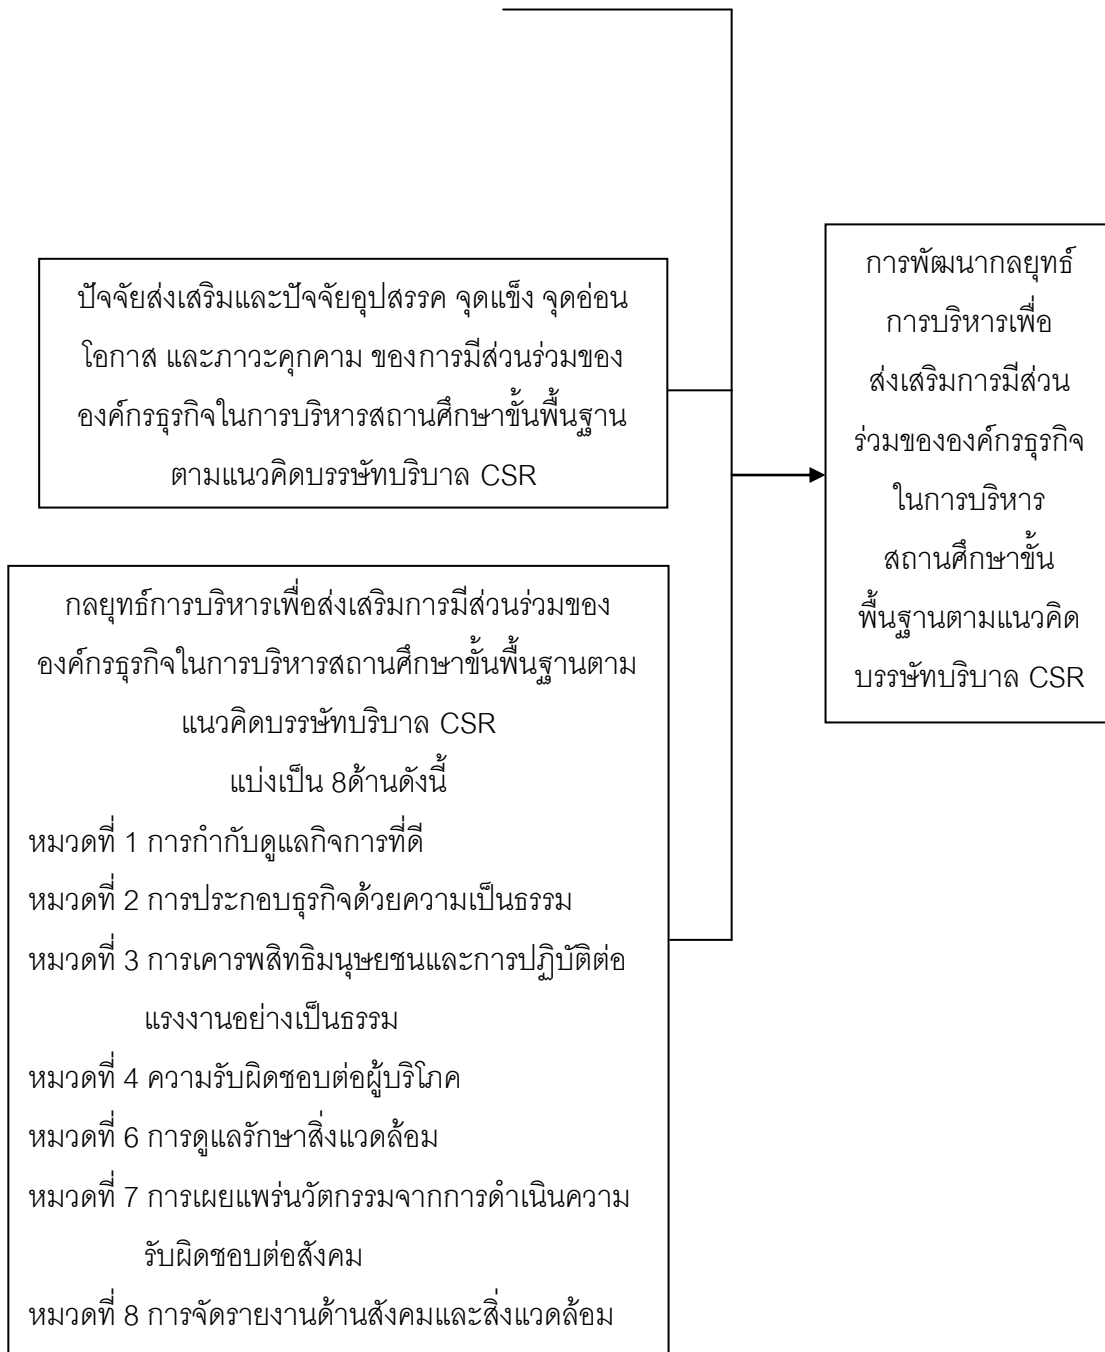 ปัจจัยส่งเสริมและปัจจัยอุปสรรค จุดแข็ง จุดอ่อน
โอกาส และภาวะคุกคาม ของการมีส่วนร่วมของ
องค์กรธุรกิจในการบริหารสถานศึกษาขั้นพื้นฐาน
ตามแนวคิดบรรษัทบริบาล CSR
กลยุทธ์การบริหารเพื่อส่งเสริมการมีส่วนร่วมของ
องค์กรธุรกิจในการบริหารสถานศึกษาขั้นพื้นฐานตาม
แนวคิดบรรษัทบริบาล CSR
แบ่งเป็น 8ด้านดังนี้
หมวดที่ 1 การกำกับดูแลกิจการที่ดี
หมวดที่ 2 การประกอบธุรกิจด้วยความเป็นธรรม
หมวดที่ 3 การเคารพสิทธิมนุษยชนและการปฏิบัติต่อ
แรงงานอย่างเป็นธรรม
หมวดที่ 4 ความรับผิดชอบต่อผู้บริโภค
หมวดที่ 6 การดูแลรักษาสิ่งแวดล้อม
หมวดที่ 7 การเผยแพร่นวัตกรรมจากการดำเนินความ
รับผิดชอบต่อสังคม
หมวดที่ 8 การจัดรายงานด้านสังคมและสิ่งแวดล้อม
การพัฒนากลยุทธ์
การบริหารเพื่อ
ส่งเสริมการมีส่วน
ร่วมขององค์กรธุรกิจ
ในการบริหาร
สถานศึกษาขั้น
พื้นฐานตามแนวคิด
บรรษัทบริบาล CSR